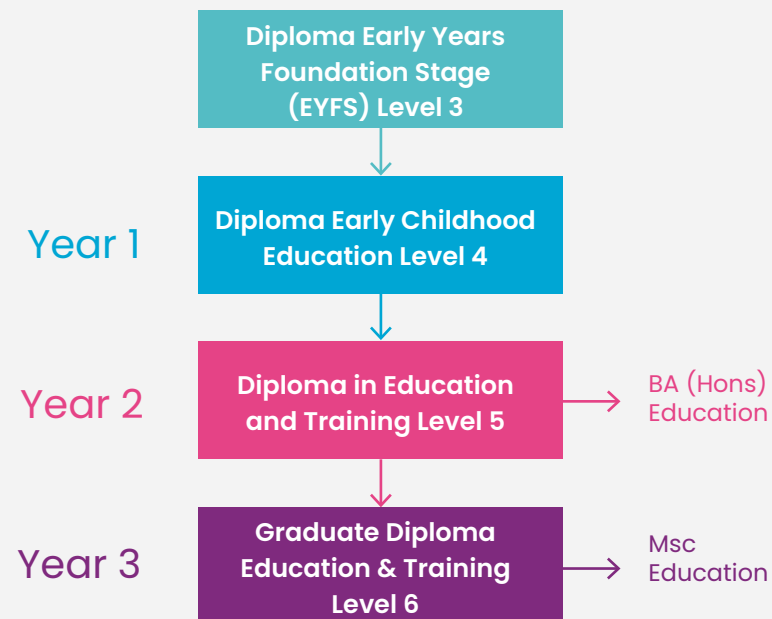 Diploma Early Years
Foundation Stage
(EYFS) Level 3
Year 1
Diploma Early Childhood
Education Level 4
Year 2
Diploma in Education
and Training Level 5
BA (Hons)
Education
Year 3
Graduate Diploma
Education & Training
Level 6
Msc
Education